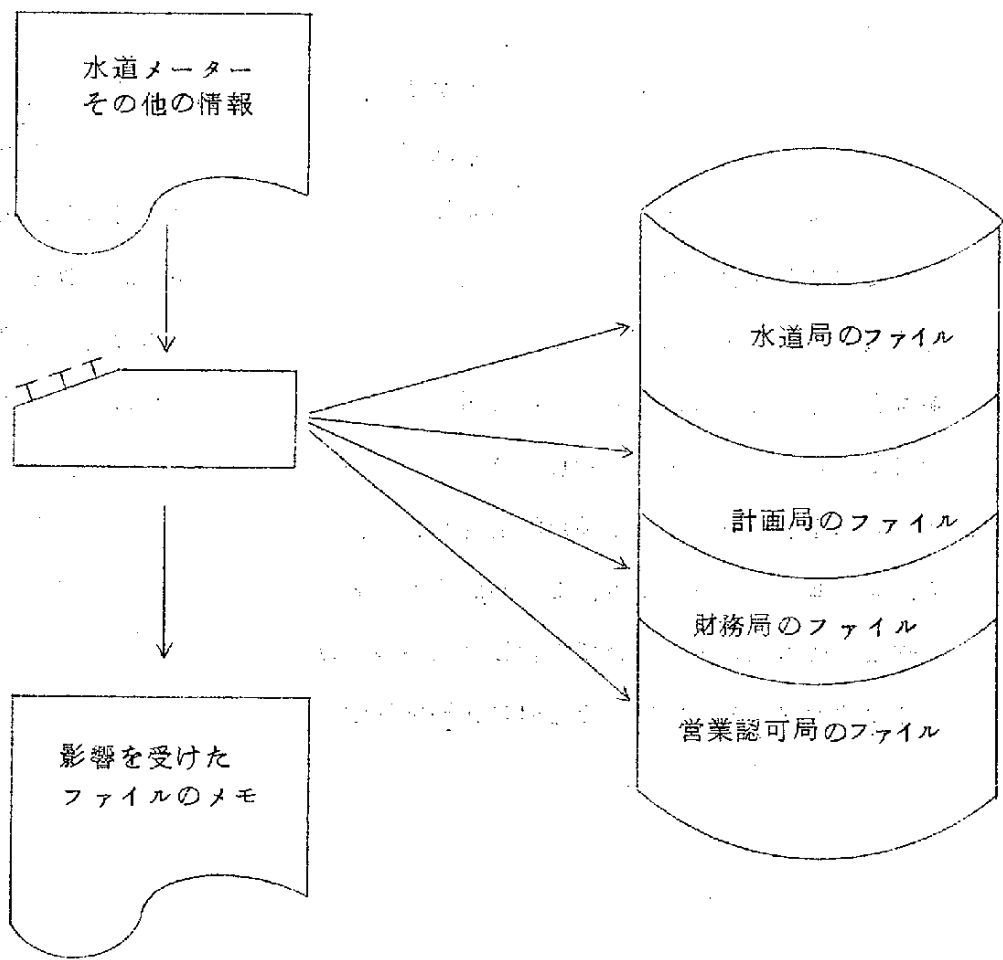 水道メーター
その他の情報
水道局のファイル
計画局のファイル
財務局のファイル
営業認可局のファイル
影響を受けた
ファイルのメモ